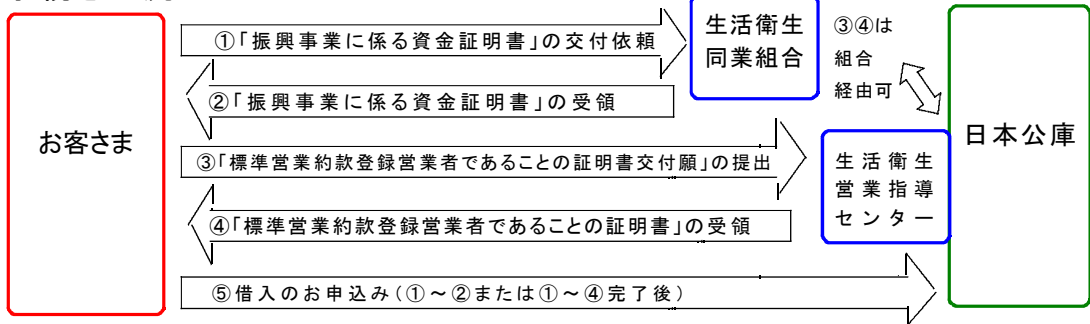 お客さま
①「振興事業に係る資金証明書」の交付依頼
②「振興事業に係る資金証明書」の受領
③「標準営業約款登録営業者であることの証明書交付願」の提出
④「標準営業約款登録営業者であることの証明書」の受領
⑤借入のお申込み(①～②または①～④完了後)
生活衛生
同業組合
③④は
組合
経由可
生活衛生
営業指導
センター
日本公庫